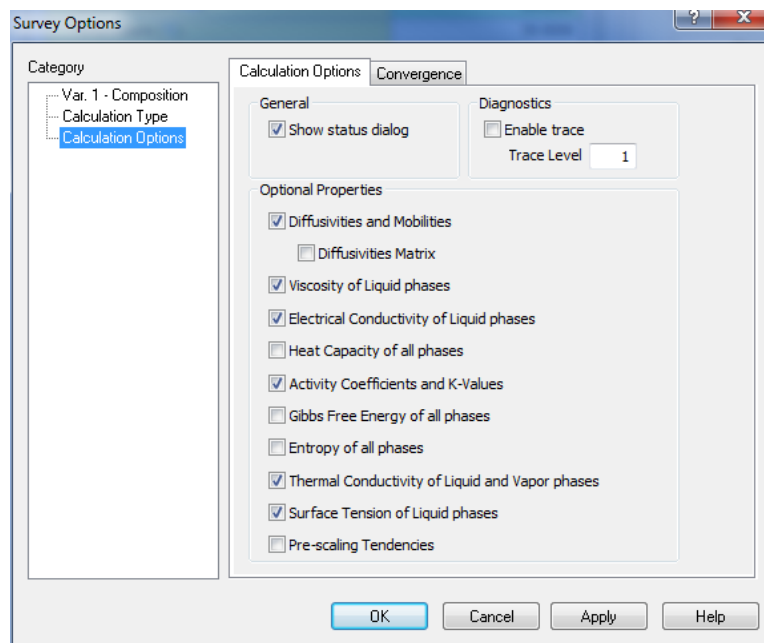 Survey Options
? X
Category
Var. 1 - Composition
Calculation Type
Calculation Options
Calculation Options Convergence
General
Show status dialog
Diagnostics
Enable trace
Trace Level 1
Optional Properties
Diffusivities and Mobilities
Diffusivities Matrix
Viscosity of Liquid phases
Electrical Conductivity of Liquid phases
Heat Capacity of all phases
Activity Coefficients and K-Values
Gibbs Free Energy of all phases
Entropy of all phases
Thermal Conductivity of Liquid and Vapor phases
Surface Tension of Liquid phases
Pre-scaling Tendencies
OK Cancel Apply Help